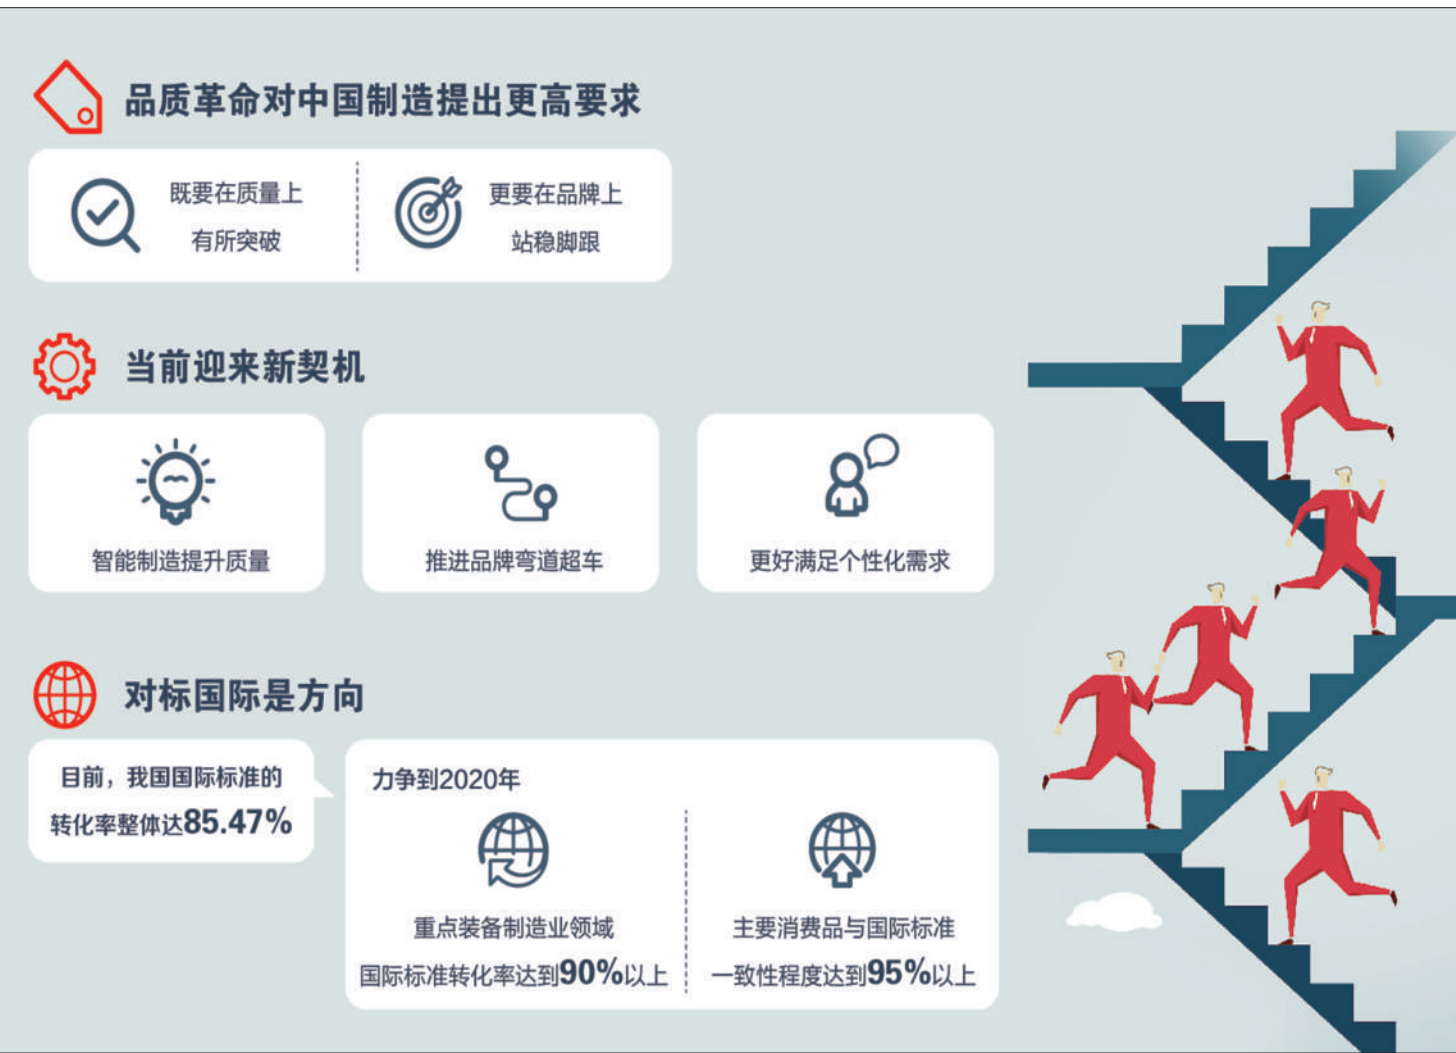 品质革命对中国制造提出更高要求
既要在质量上
有所突破
更要在品牌上
站稳脚跟
当前迎来新契机
智能制造提升质量
推进品牌弯道超车
更好满足个性化需求
对标国际是方向
目前，我国国际标准的
转化率整体达85.47%
力争到2020年
重点装备制造业领域
国际标准转化率达到90%以上
主要消费品与国际标准
一致性程度达到95%以上